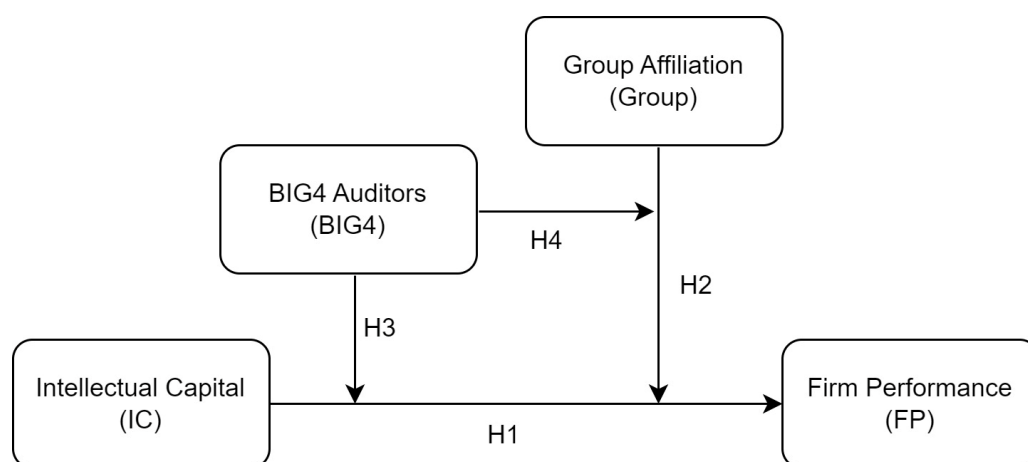 Group Affiliation
(Group)
BIG4 Auditors
(BIG4)
H4
H2
H3
Intellectual Capital
(IC)
H1
Firm Performance
(FP)